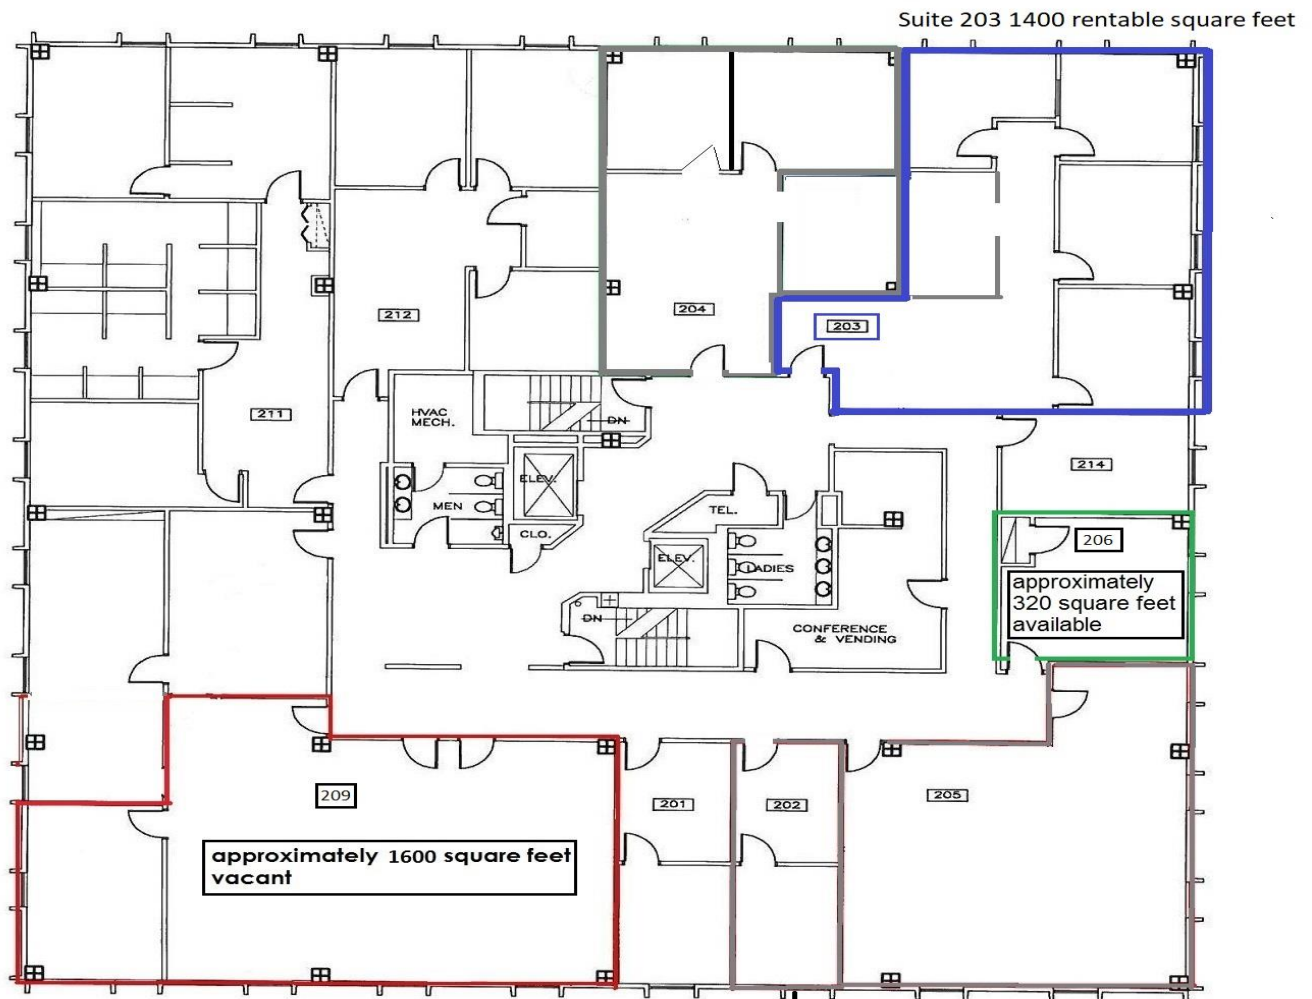 Suite 203 1400 rentable square feet
204
212
203
211
HVAC
MECH.
DN
214
ELEV.
MEN
TEL.
CLO.
206
ELEV.
LADIES
approximately
320 square feet
available
DN
CONFERENCE
& VENDING
209
201
202
205
approximately 1600 square feet
vacant